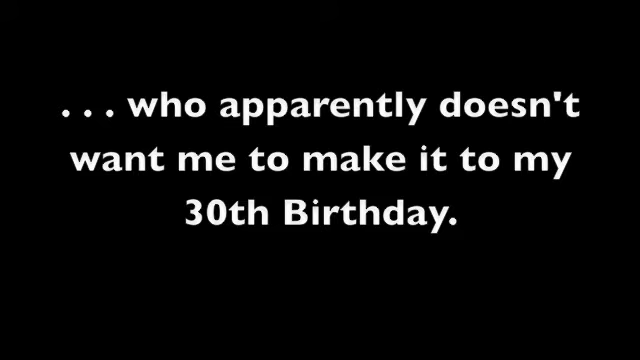 . . . who apparently doesn't
want me to make it to my
30th Birthday.